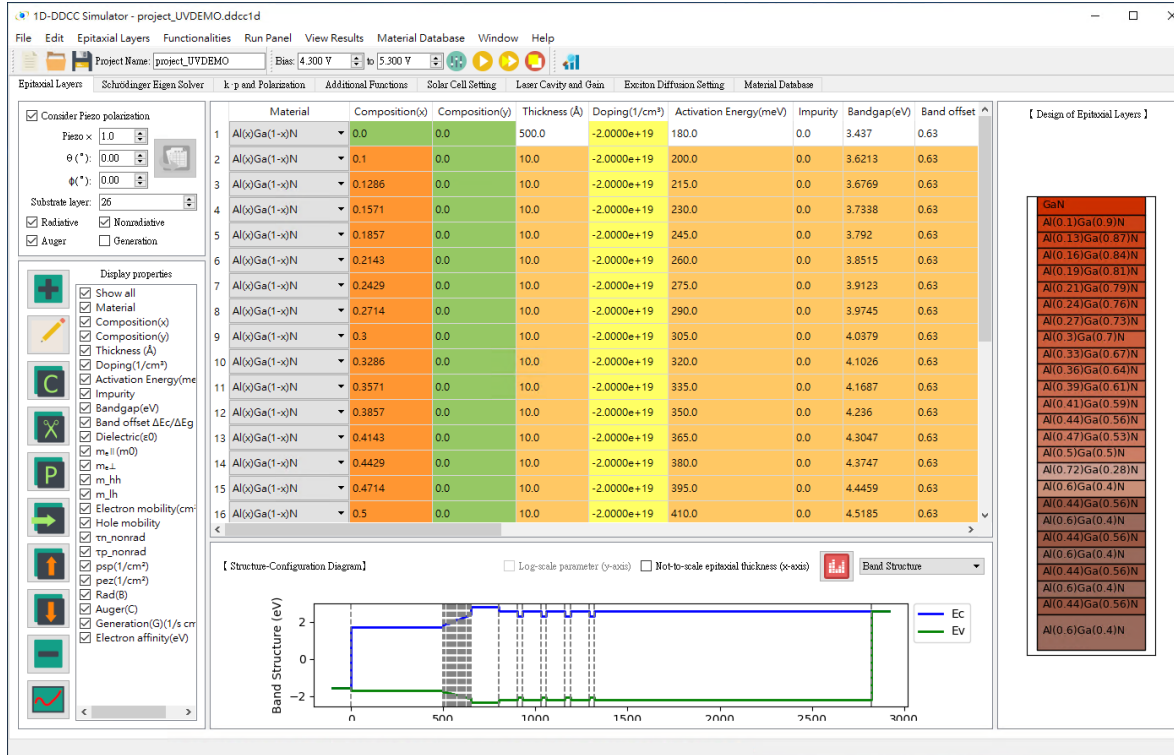 1D-DDCC Simulator - project_UVDEMO.ddcc1d
File Edit Epitaxial Layers Functionalities Run Panel View Results Material Database Window Help
Project Name: project_UVDEMO Bias: 4.300 V to 5.300 V
Epitaxial Layers Schrödinger Eigen Solver k·p and Polarization Additional Functions Solar Cell Setting Laser Cavity and Gain Exciton Diffusion Setting Material Database
Consider Piezo polarization
Piezo × 1.0
θ (°): 0.00
ϕ(°): 0.00
Substrate layer: 26
Radiative Nonradiative
Auger Generation
Display properties
Show all
Material
Composition(x)
Composition(y)
Thickness (Å)
Doping(1/cm³)
Activation Energy(me
Impurity
Bandgap(eV)
Band offset ΔEc/ΔEg
Dielectric(ε0)
mₑ∥(m0)
mₑ⊥
m_hh
m_lh
Electron mobility(cm
Hole mobility
τn_nonrad
τp_nonrad
psp(1/cm²)
pez(1/cm²)
Rad(B)
Auger(C)
Generation(G)(1/s cm
Electron affinity(eV)
C
P
Material Composition(x) Composition(y) Thickness (Å) Doping(1/cm³) Activation Energy(meV) Impurity Bandgap(eV) Band offset
1 Al(x)Ga(1-x)N 0.0 0.0 500.0 -2.0000e+19 180.0 0.0 3.437 0.63
2 Al(x)Ga(1-x)N 0.1 0.0 10.0 -2.0000e+19 200.0 0.0 3.6213 0.63
3 Al(x)Ga(1-x)N 0.1286 0.0 10.0 -2.0000e+19 215.0 0.0 3.6769 0.63
4 Al(x)Ga(1-x)N 0.1571 0.0 10.0 -2.0000e+19 230.0 0.0 3.7338 0.63
5 Al(x)Ga(1-x)N 0.1857 0.0 10.0 -2.0000e+19 245.0 0.0 3.792 0.63
6 Al(x)Ga(1-x)N 0.2143 0.0 10.0 -2.0000e+19 260.0 0.0 3.8515 0.63
7 Al(x)Ga(1-x)N 0.2429 0.0 10.0 -2.0000e+19 275.0 0.0 3.9123 0.63
8 Al(x)Ga(1-x)N 0.2714 0.0 10.0 -2.0000e+19 290.0 0.0 3.9745 0.63
9 Al(x)Ga(1-x)N 0.3 0.0 10.0 -2.0000e+19 305.0 0.0 4.0379 0.63
10 Al(x)Ga(1-x)N 0.3286 0.0 10.0 -2.0000e+19 320.0 0.0 4.1026 0.63
11 Al(x)Ga(1-x)N 0.3571 0.0 10.0 -2.0000e+19 335.0 0.0 4.1687 0.63
12 Al(x)Ga(1-x)N 0.3857 0.0 10.0 -2.0000e+19 350.0 0.0 4.236 0.63
13 Al(x)Ga(1-x)N 0.4143 0.0 10.0 -2.0000e+19 365.0 0.0 4.3047 0.63
14 Al(x)Ga(1-x)N 0.4429 0.0 10.0 -2.0000e+19 380.0 0.0 4.3747 0.63
15 Al(x)Ga(1-x)N 0.4714 0.0 10.0 -2.0000e+19 395.0 0.0 4.4459 0.63
16 Al(x)Ga(1-x)N 0.5 0.0 10.0 -2.0000e+19 410.0 0.0 4.5185 0.63
【 Structure-Configuration Diagram】 Log-scale parameter (y-axis) Not-to-scale epitaxial thickness (x-axis) Band Structure
Band Structure (eV)
2
0
−2
0 500 1000 1500 2000 2500 3000
Ec
Ev
【 Design of Epitaxial Layers 】
GaN
Al(0.1)Ga(0.9)N
Al(0.13)Ga(0.87)N
Al(0.16)Ga(0.84)N
Al(0.19)Ga(0.81)N
Al(0.21)Ga(0.79)N
Al(0.24)Ga(0.76)N
Al(0.27)Ga(0.73)N
Al(0.3)Ga(0.7)N
Al(0.33)Ga(0.67)N
Al(0.36)Ga(0.64)N
Al(0.39)Ga(0.61)N
Al(0.41)Ga(0.59)N
Al(0.44)Ga(0.56)N
Al(0.47)Ga(0.53)N
Al(0.5)Ga(0.5)N
Al(0.72)Ga(0.28)N
Al(0.6)Ga(0.4)N
Al(0.44)Ga(0.56)N
Al(0.6)Ga(0.4)N
Al(0.44)Ga(0.56)N
Al(0.6)Ga(0.4)N
Al(0.44)Ga(0.56)N
Al(0.6)Ga(0.4)N
Al(0.44)Ga(0.56)N
Al(0.6)Ga(0.4)N